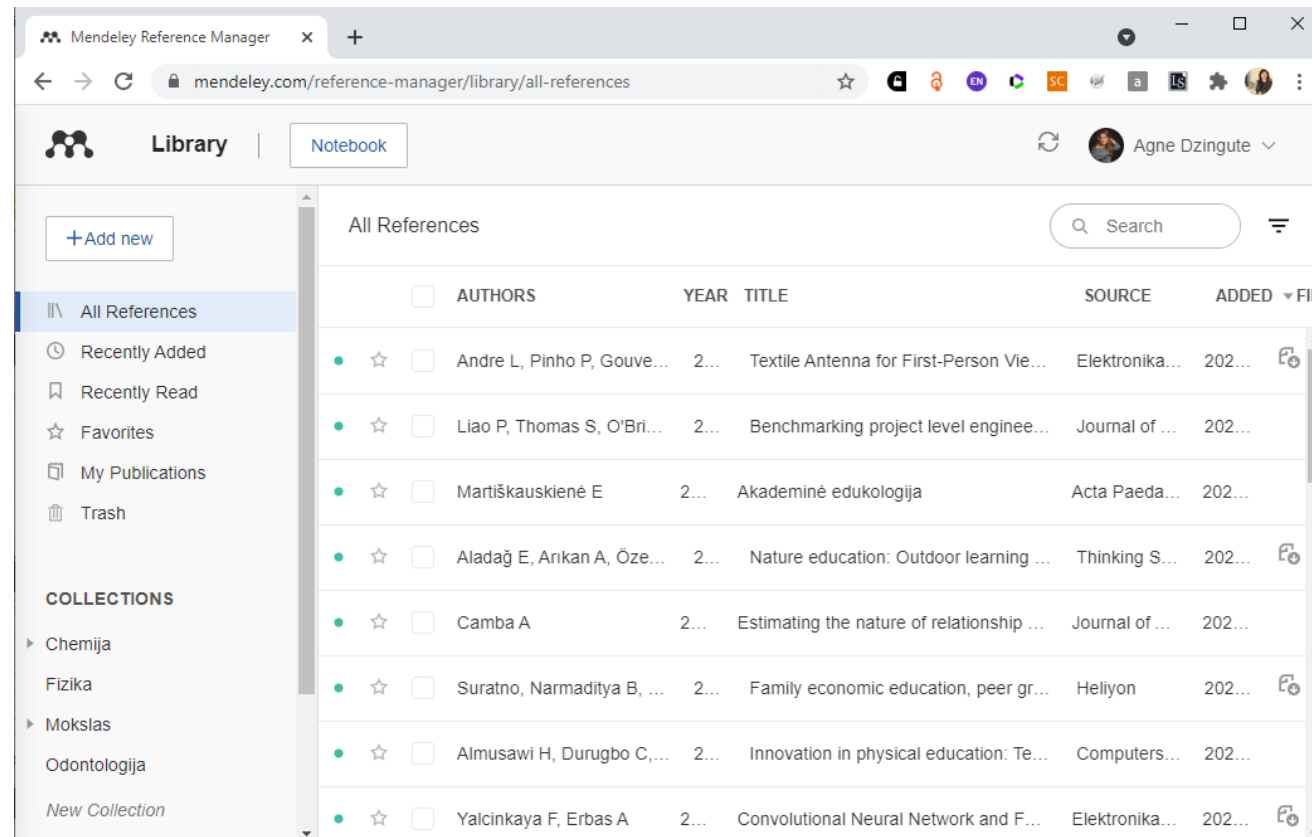 Mendeley Reference Manager
mendeley.com/reference-manager/library/all-references
EN SC a LS
Library Notebook Agne Dzingute
+Add new
All References
Recently Added
Recently Read
Favorites
My Publications
Trash
COLLECTIONS
Chemija
Fizika
Mokslas
Odontologija
New Collection
All References Search
AUTHORS YEAR TITLE SOURCE ADDED FI
Andre L, Pinho P, Gouve... 2... Textile Antenna for First-Person Vie... Elektronika... 202...
Liao P, Thomas S, O'Bri... 2... Benchmarking project level enginee... Journal of ... 202...
Martiškauskienė E 2... Akademinė edukologija Acta Paeda... 202...
Aladağ E, Arıkan A, Öze... 2... Nature education: Outdoor learning ... Thinking S... 202...
Camba A 2... Estimating the nature of relationship ... Journal of ... 202...
Suratno, Narmaditya B, ... 2... Family economic education, peer gr... Heliyon 202...
Almusawi H, Durugbo C,... 2... Innovation in physical education: Te... Computers... 202...
Yalcinkaya F, Erbas A 2... Convolutional Neural Network and F... Elektronika... 202...